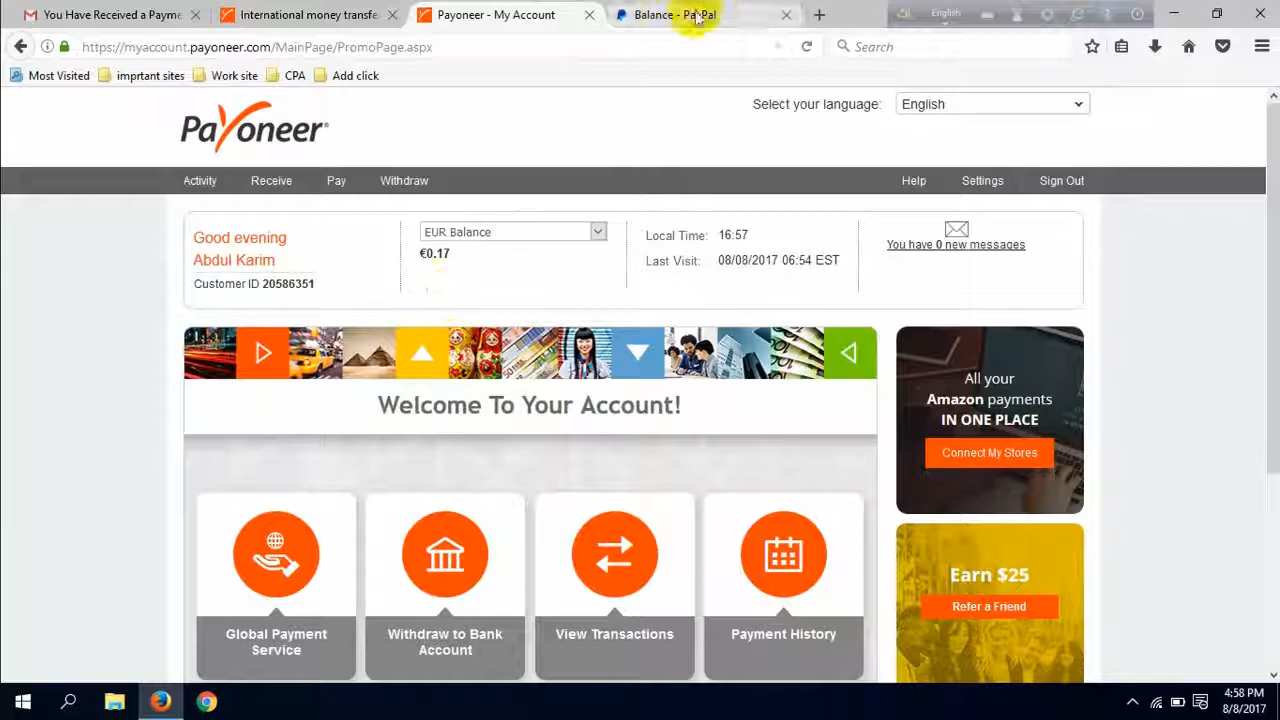 You Have Received a Payme
International money transfe
Payoneer - My Account
Balance - PayPal
English
https://myaccount.payoneer.com/MainPage/PromoPage.aspx
Search
Most Visited
imprtant sites
Work site
CPA
Add click
Payoneer®
Select your language:
English
Activity
Receive
Pay
Withdraw
Help
Settings
Sign Out
Good evening
Abdul Karim
Customer ID 20586351
EUR Balance
€0.17
Local Time: 16:57
Last Visit: 08/08/2017 06:54 EST
You have 0 new messages
Welcome To Your Account!
All your
Amazon payments
IN ONE PLACE
Connect My Stores
Earn $25
Refer a Friend
Global Payment
Service
Withdraw to Bank
Account
View Transactions
Payment History
4:58 PM
8/8/2017